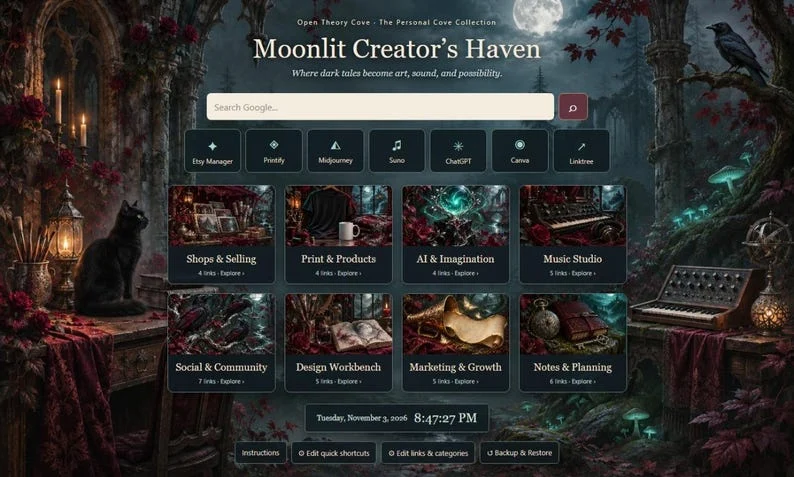 Open Theory Cove · The Personal Cove Collection
Moonlit Creator's Haven
Where dark tales become art, sound, and possibility.
Search Google...
Etsy Manager
Printify
Midjourney
Suno
ChatGPT
Canva
Linktree
Shops & Selling
4 links · Explore ›
Print & Products
4 links · Explore ›
AI & Imagination
4 links · Explore ›
Music Studio
5 links · Explore ›
Social & Community
7 links · Explore ›
Design Workbench
5 links · Explore ›
Marketing & Growth
5 links · Explore ›
Notes & Planning
6 links · Explore ›
Tuesday, November 3, 2026 8:47:27 PM
Instructions
⚙ Edit quick shortcuts
⚙ Edit links & categories
↺ Backup & Restore